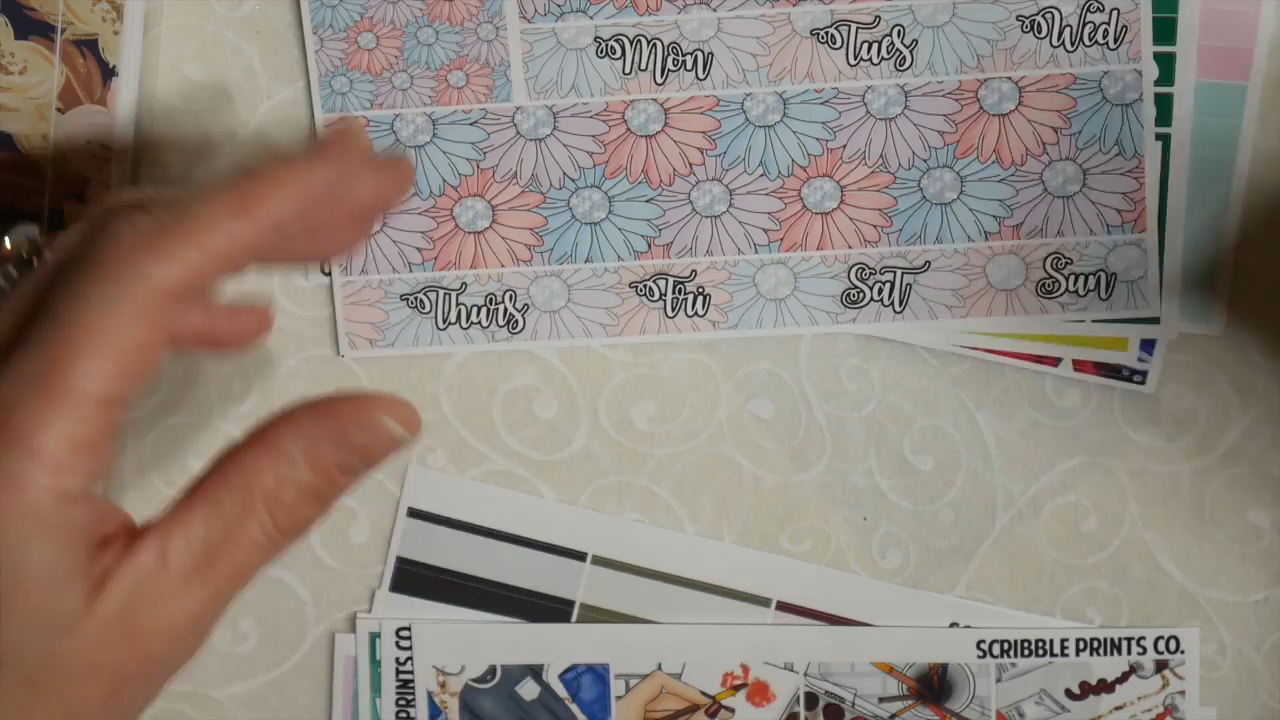 Mon Tues Wed
Thurs Fri Sat Sun
SCRIBBLE PRINTS CO.
PRINTS CO.